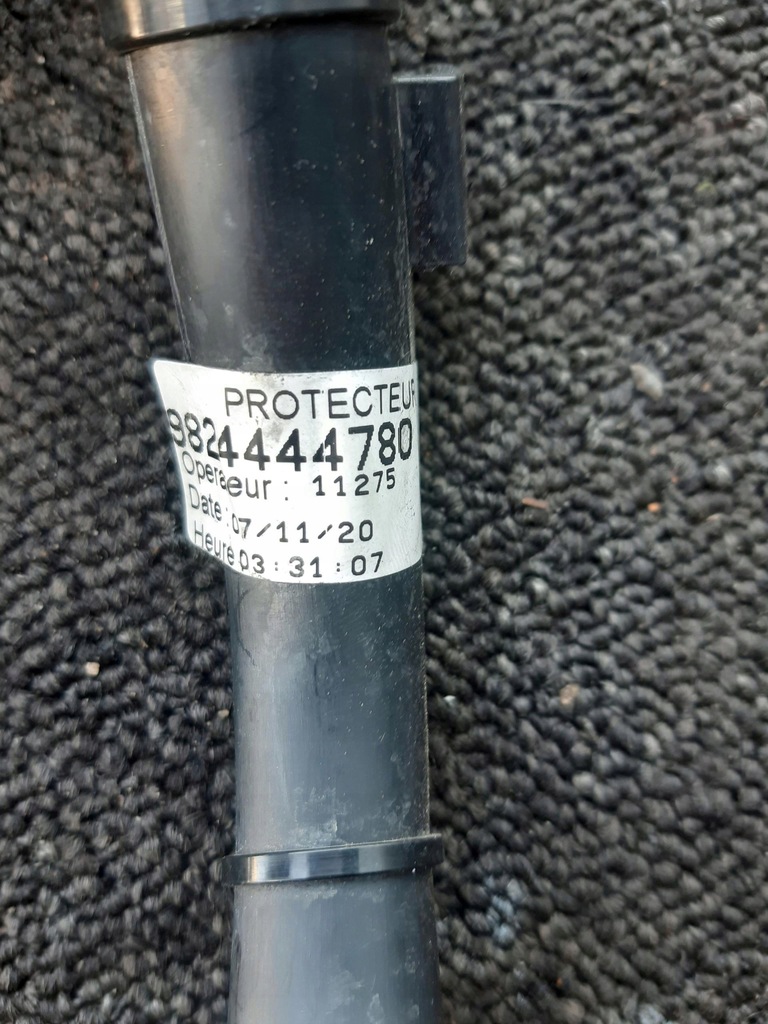 PROTECTEUR
9824444780
Operateur : 11275
Date : 07/11/20
Heure 03:31:07